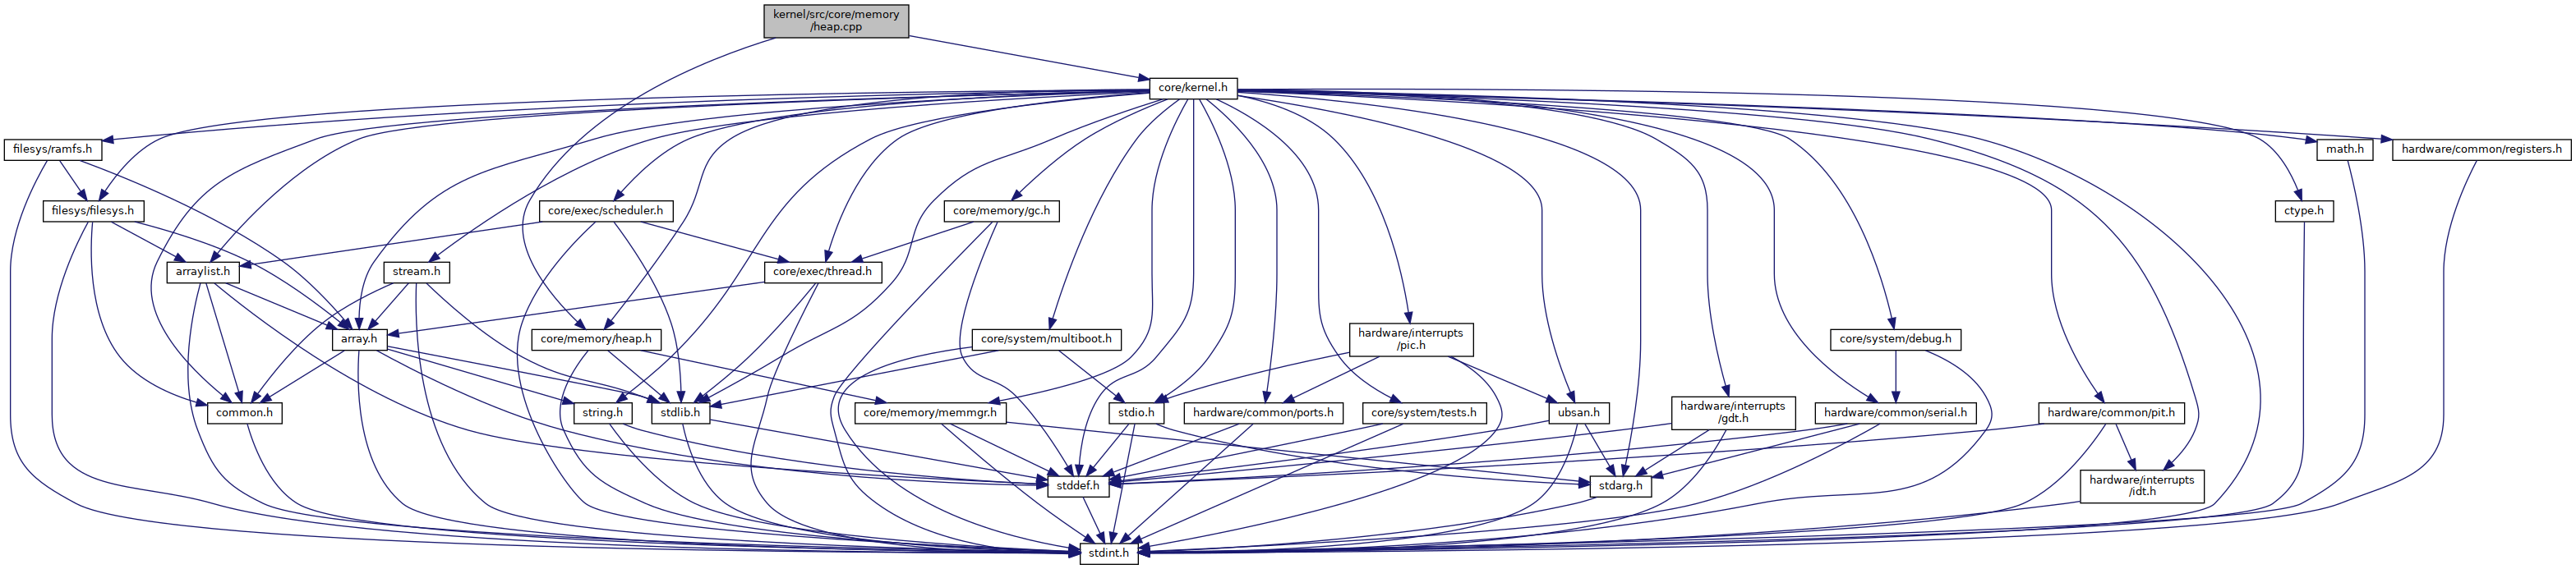 kernel/src/core/memory
/heap.cpp
core/kernel.h
filesys/ramfs.h
math.h
hardware/common/registers.h
filesys/filesys.h
core/exec/scheduler.h
core/memory/gc.h
ctype.h
arraylist.h
stream.h
core/exec/thread.h
array.h
core/memory/heap.h
core/system/multiboot.h
hardware/interrupts
/pic.h
core/system/debug.h
common.h
string.h
stdlib.h
core/memory/memmgr.h
stdio.h
hardware/common/ports.h
core/system/tests.h
ubsan.h
hardware/interrupts
/gdt.h
hardware/common/serial.h
hardware/common/pit.h
stddef.h
stdarg.h
hardware/interrupts
/idt.h
stdint.h